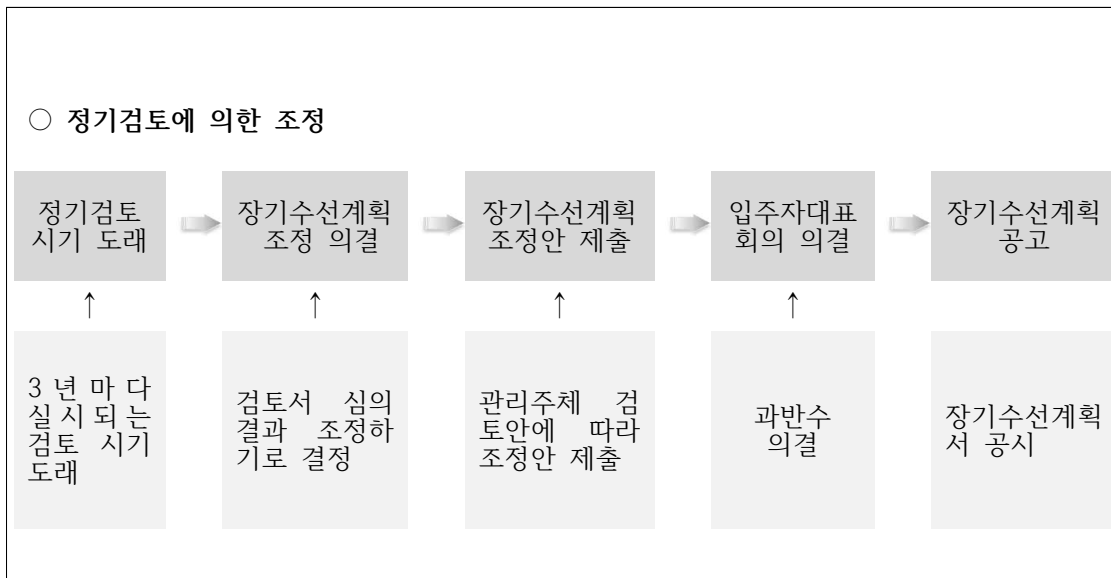 ○ 정기검토에 의한 조정
정기검토
시기 도래
장기수선계획
조정 의결
장기수선계획
조정안 제출
입주자대표
회의 의결
장기수선계획
공고
↑
↑
↑
↑
3년마다
실시되는
검토 시기
도래
검토서 심의
결과 조정하
기로 결정
관리주체 검
토안에 따라
조정안 제출
과반수
의결
장기수선계획
서 공시